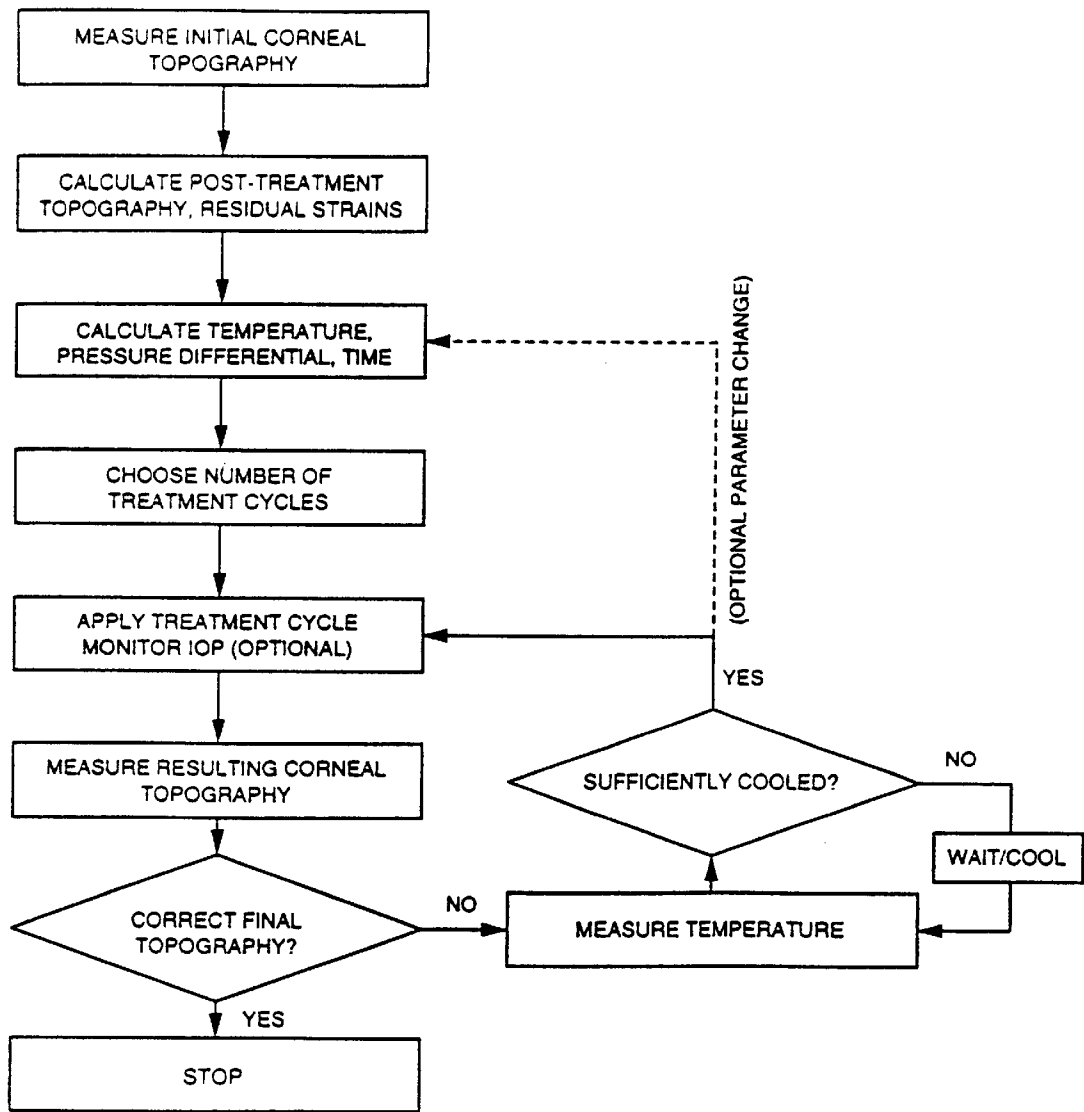 MEASURE INITIAL CORNEAL
TOPOGRAPHY
CALCULATE POST-TREATMENT
TOPOGRAPHY, RESIDUAL STRAINS
CALCULATE TEMPERATURE,
PRESSURE DIFFERENTIAL, TIME
(OPTIONAL PARAMETER CHANGE)
CHOOSE NUMBER OF
TREATMENT CYCLES
APPLY TREATMENT CYCLE
MONITOR IOP (OPTIONAL)
YES
MEASURE RESULTING CORNEAL
TOPOGRAPHY
SUFFICIENTLY COOLED?
NO
WAIT/COOL
CORRECT FINAL
TOPOGRAPHY?
NO
MEASURE TEMPERATURE
YES
STOP